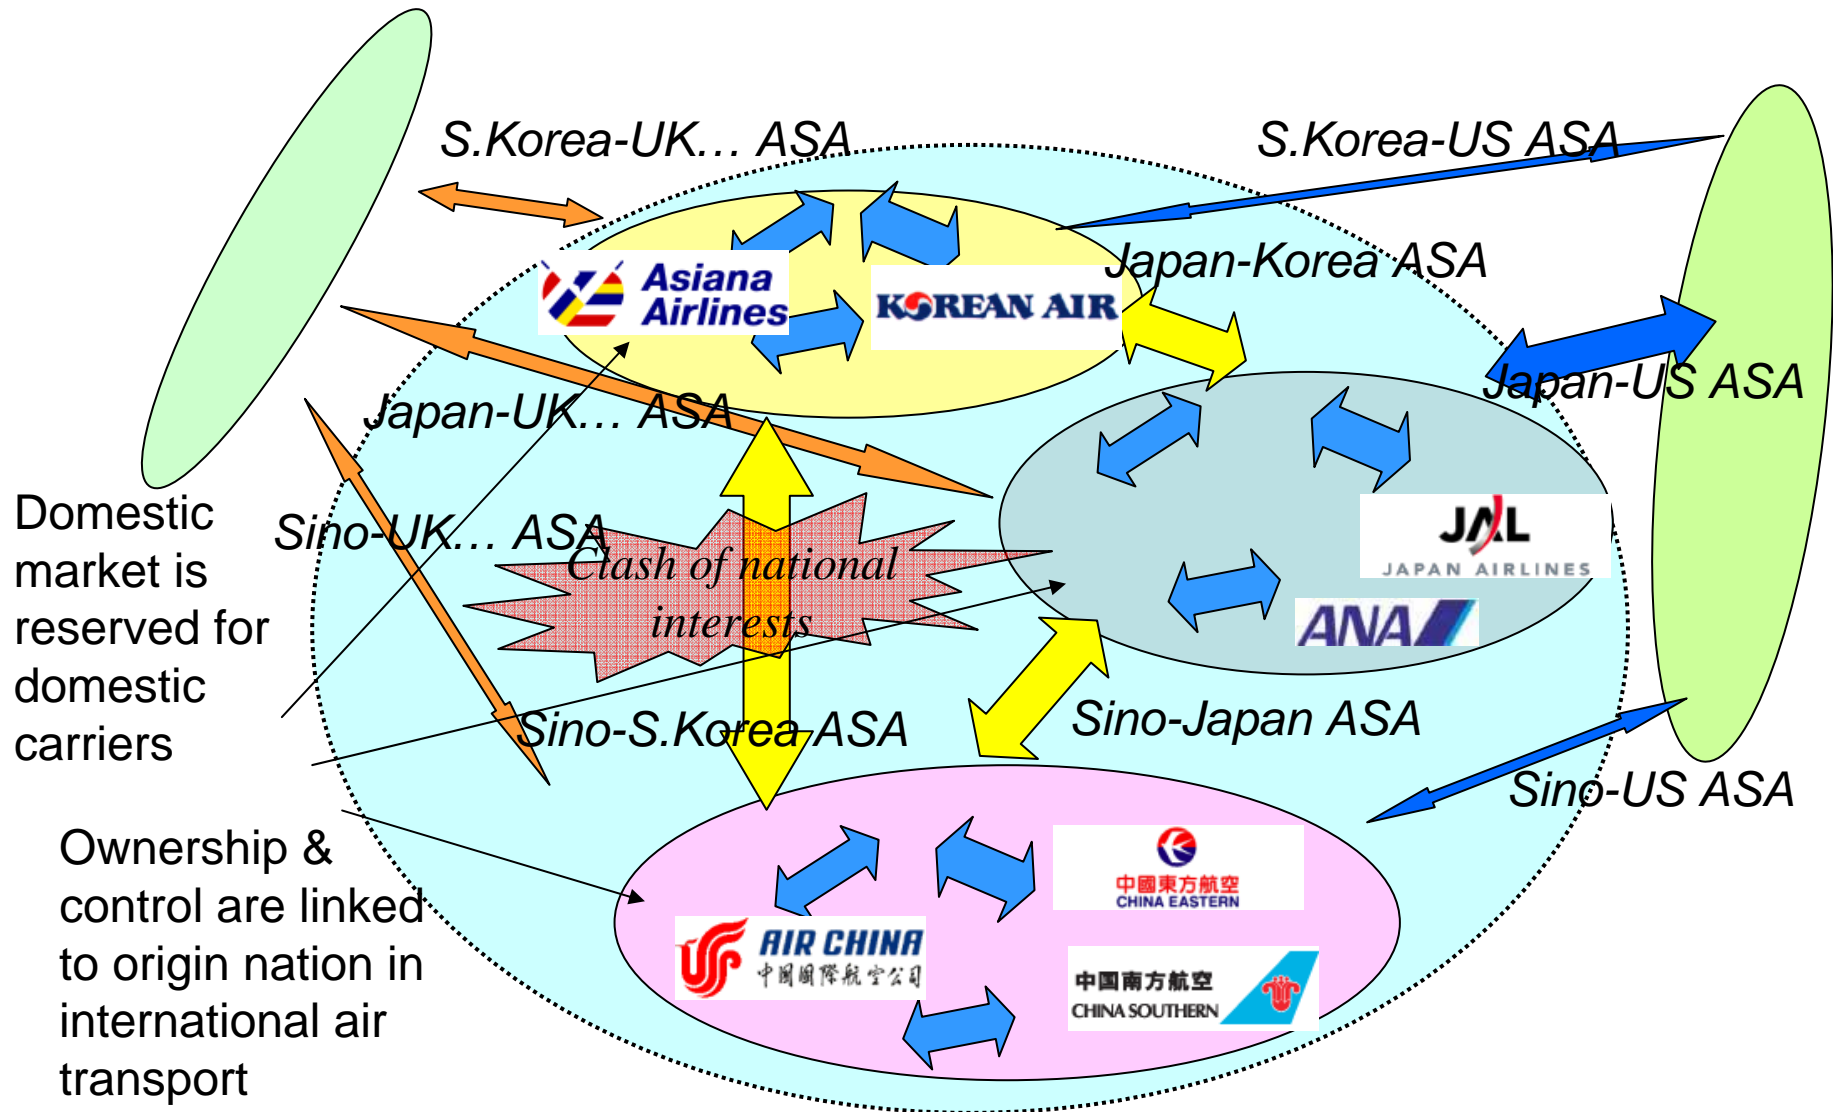 S.Korea-UK… ASA
S.Korea-US ASA
Asiana
Airlines
KOREAN AIR
Japan-Korea ASA
Japan-US ASA
Japan-UK… ASA
Domestic
market is
reserved for
domestic
carriers
Sino-UK… ASA
Clash of national
interests
JAL
JAPAN AIRLINES
ANA
Sino-S.Korea ASA
Sino-Japan ASA
Sino-US ASA
Ownership &
control are linked
to origin nation in
international air
transport
中國東方航空
CHINA EASTERN
AIR CHINA
中國國際航空公司
中国南方航空
CHINA SOUTHERN